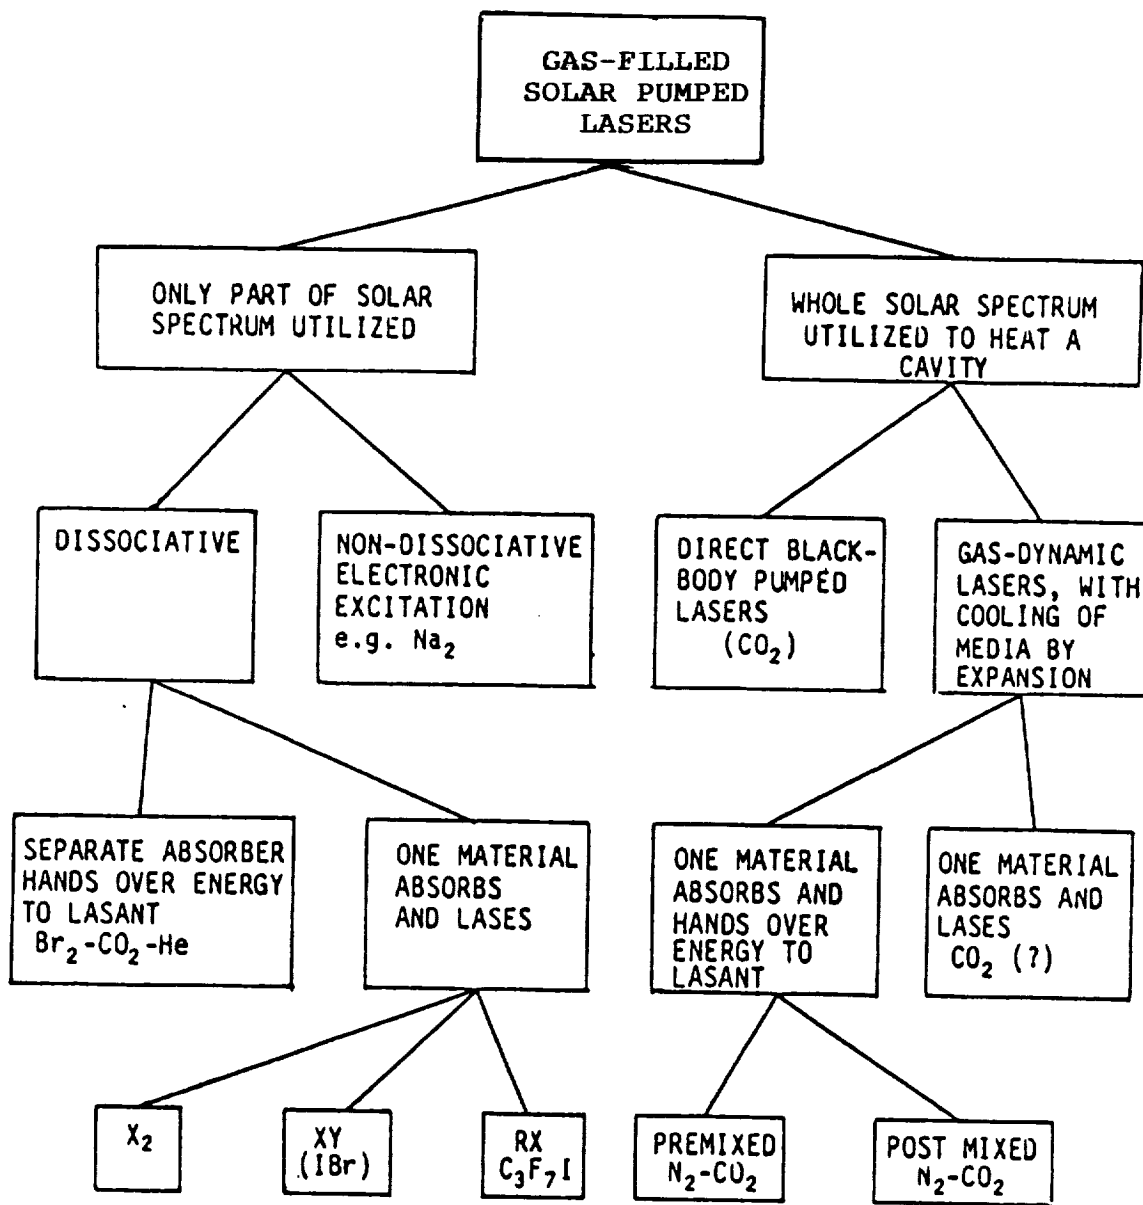 GAS-FILLED
SOLAR PUMPED
LASERS
ONLY PART OF SOLAR
SPECTRUM UTILIZED
WHOLE SOLAR SPECTRUM
UTILIZED TO HEAT A
CAVITY
DISSOCIATIVE
NON-DISSOCIATIVE
ELECTRONIC
EXCITATION
e.g. Na₂
DIRECT BLACK-
BODY PUMPED
LASERS
(CO₂)
GAS-DYNAMIC
LASERS, WITH
COOLING OF
MEDIA BY
EXPANSION
SEPARATE ABSORBER
HANDS OVER ENERGY
TO LASANT
Br₂-CO₂-He
ONE MATERIAL
ABSORBS
AND LASES
ONE MATERIAL
ABSORBS AND
HANDS OVER
ENERGY TO
LASANT
ONE MATERIAL
ABSORBS AND
LASES
CO₂ (?)
X₂
XY
(IBr)
RX
C₃F₇I
PREMIXED
N₂-CO₂
POST MIXED
N₂-CO₂